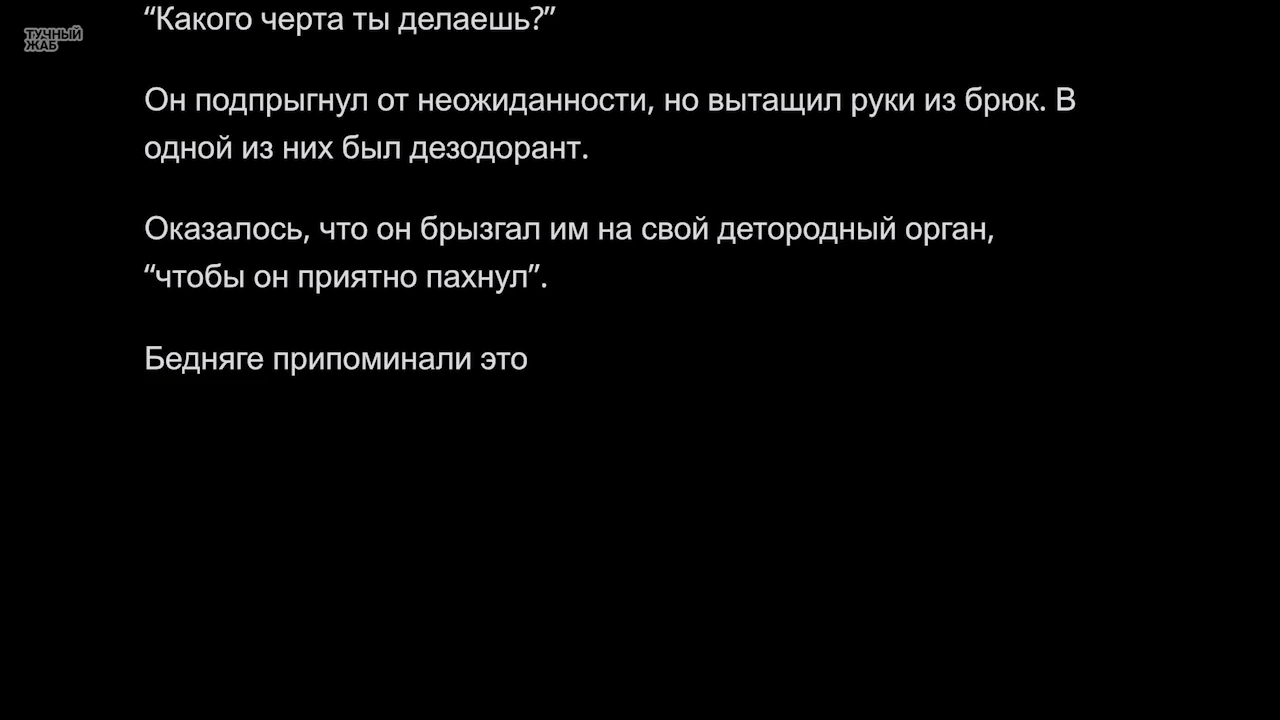 ТУЧНЫЙ
ЖАБ
“Какого черта ты делаешь?”
Он подпрыгнул от неожиданности, но вытащил руки из брюк. В
одной из них был дезодорант.
Оказалось, что он брызгал им на свой детородный орган,
“чтобы он приятно пахнул”.
Бедняге припоминали это